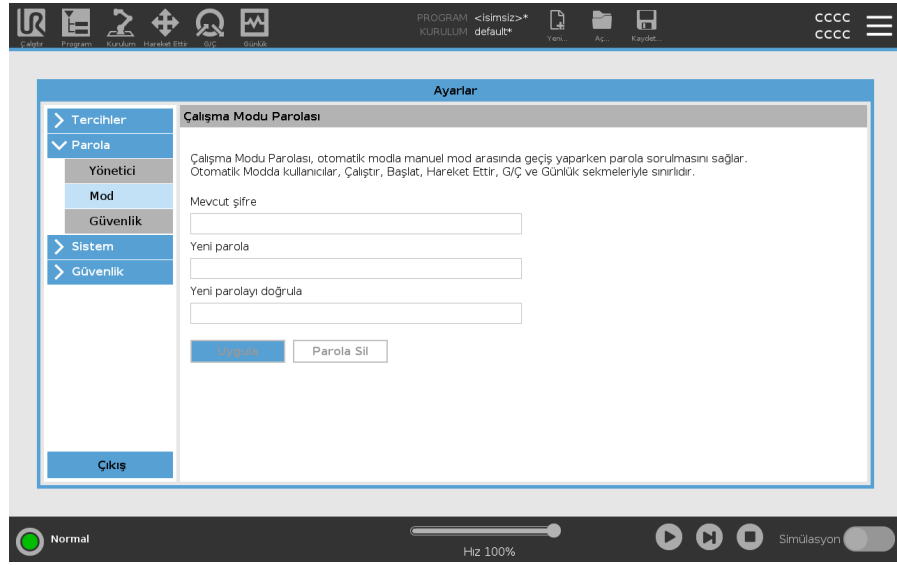 Çalıştır
Program
Kurulum
Hareket Ettir
G/Ç
Günlük
PROGRAM <isimsiz>*
KURULUM default*
Yeni...
Aç...
Kaydet...
cccc
cccc
Ayarlar
Tercihler
Parola
Yönetici
Mod
Güvenlik
Sistem
Güvenlik
Çıkış
Çalışma Modu Parolası
Çalışma Modu Parolası, otomatik modla manuel mod arasında geçiş yaparken parola sorulmasını sağlar.
Otomatik Modda kullanıcılar, Çalıştır, Başlat, Hareket Ettir, G/Ç ve Günlük sekmeleriyle sınırlıdır.
Mevcut şifre
Yeni parola
Yeni parolayı doğrula
Uygula
Parola Sil
Normal
Hız 100%
Simülasyon